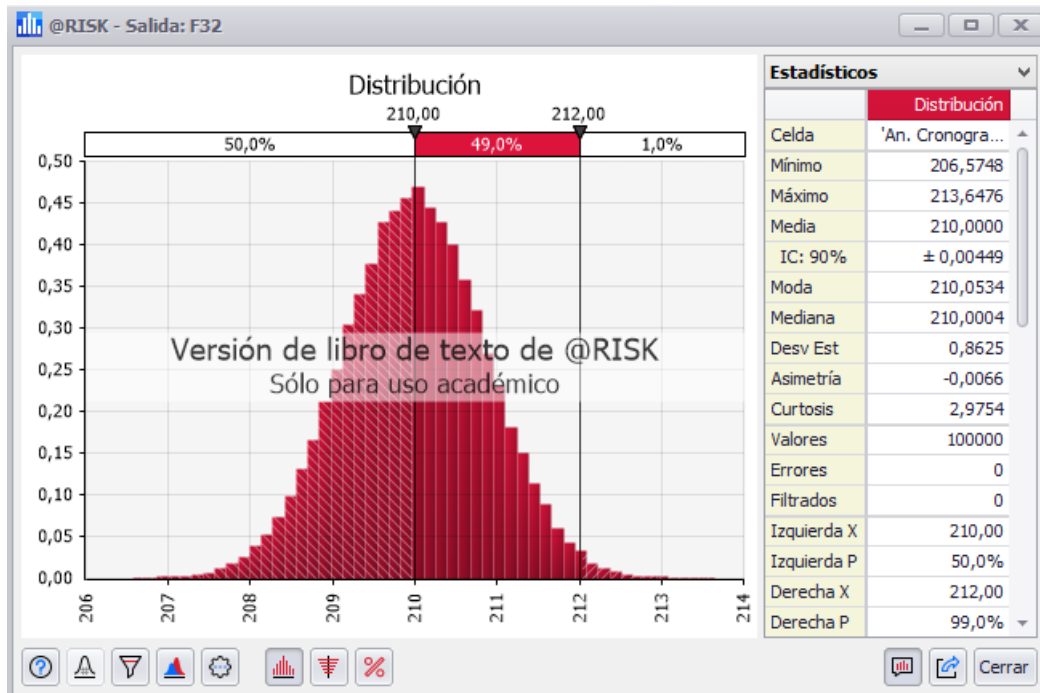 @RISK - Salida: F32
Distribución
210,00 212,00
50,0% 49,0% 1,0%
0,50
0,45
0,40
0,35
0,30
0,25
0,20
0,15
0,10
0,05
0,00
206 207 208 209 210 211 212 213 214
Versión de libro de texto de @RISK
Sólo para uso académico
Estadísticos
Distribución
Celda 'An. Cronogra...
Mínimo 206,5748
Máximo 213,6476
Media 210,0000
IC: 90% ± 0,00449
Moda 210,0534
Mediana 210,0004
Desv Est 0,8625
Asimetría -0,0066
Curtosis 2,9754
Valores 100000
Errores 0
Filtrados 0
Izquierda X 210,00
Izquierda P 50,0%
Derecha X 212,00
Derecha P 99,0%
Cerrar